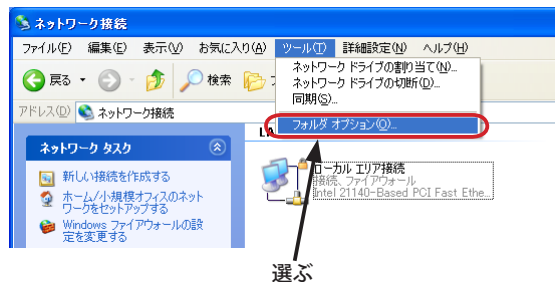 ネットワーク接続
ファイル(F) 編集(E) 表示(V) お気に入り(A) ツール(T) 詳細設定(N) ヘルプ(H)
戻る 検索
ネットワーク ドライブの割り当て(N)...
ネットワーク ドライブの切断(D)...
同期(S)...
フォルダ オプション(O)...
アドレス(D) ネットワーク接続
LA
ネットワーク タスク
新しい接続を作成する
ホーム/小規模オフィスのネット
ワークをセットアップする
Windows ファイアウォールの設
定を変更する
ローカル エリア接続
接続、ファイアウォール
Intel 21140-Based PCI Fast Ethe...
選ぶ